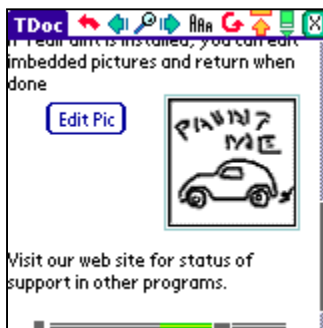 TDoc AAA
imbedded pictures and return when
done
Edit Pic
PAINT
ME
Visit our web site for status of
support in other programs.